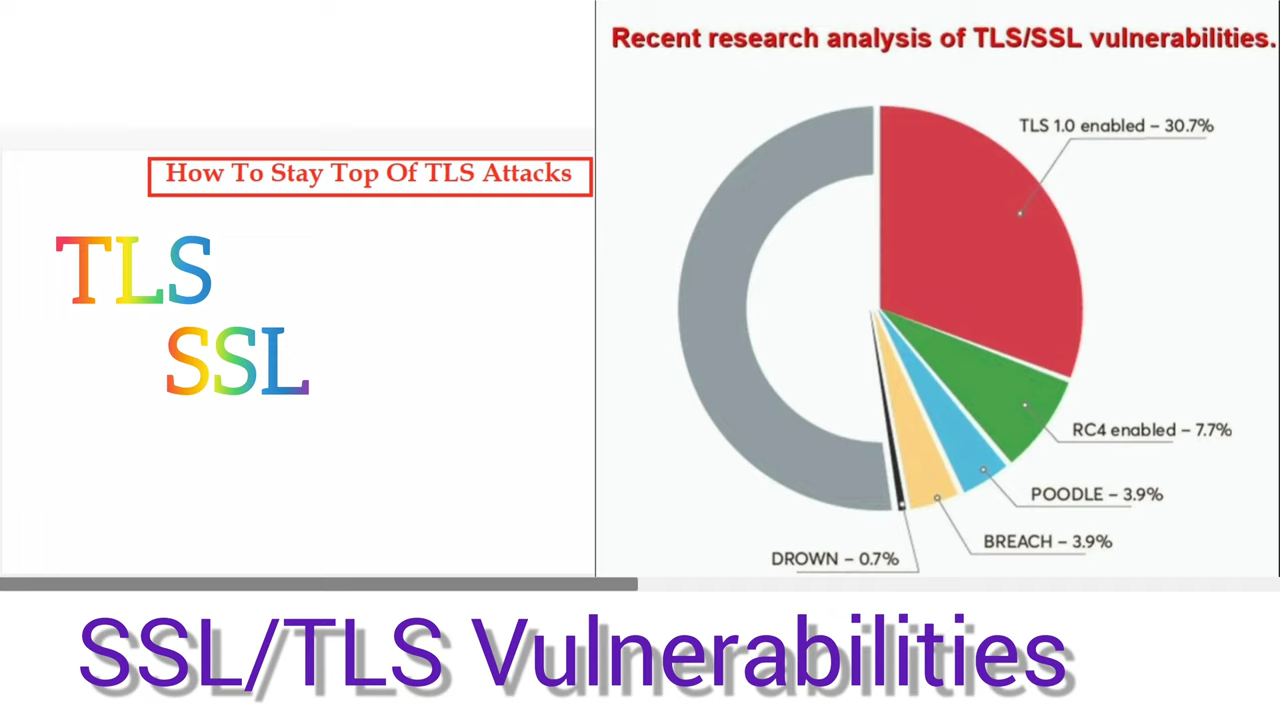 How To Stay Top Of TLS Attacks
TLS
SSL
Recent research analysis of TLS/SSL vulnerabilities.
TLS 1.0 enabled – 30.7%
RC4 enabled – 7.7%
POODLE – 3.9%
BREACH – 3.9%
DROWN – 0.7%
SSL/TLS Vulnerabilities